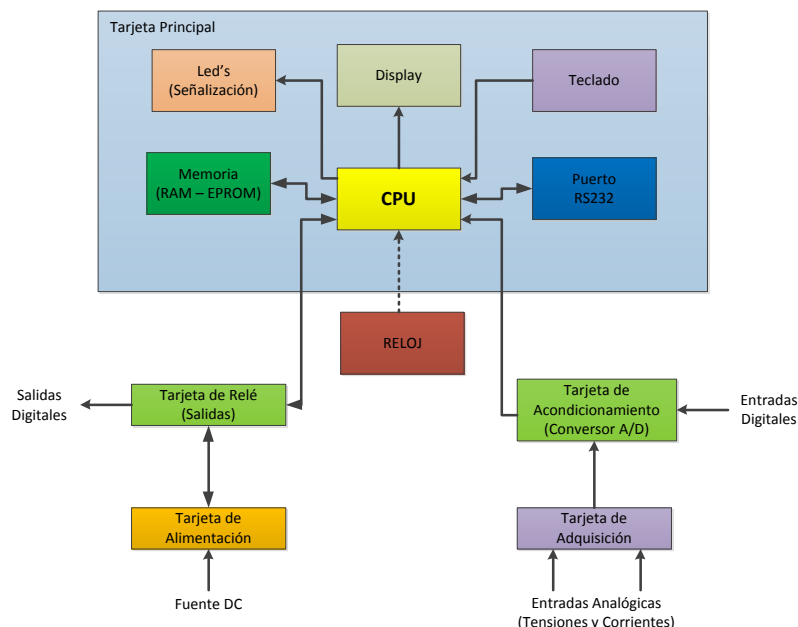 Tarjeta Principal
Led's
(Señalización)
Display
Teclado
Memoria
(RAM – EPROM)
CPU
Puerto
RS232
RELOJ
Salidas
Digitales
Tarjeta de Relé
(Salidas)
Tarjeta de
Acondicionamiento
(Conversor A/D)
Entradas
Digitales
Tarjeta de
Alimentación
Tarjeta de
Adquisición
Fuente DC
Entradas Analógicas
(Tensiones y Corrientes)